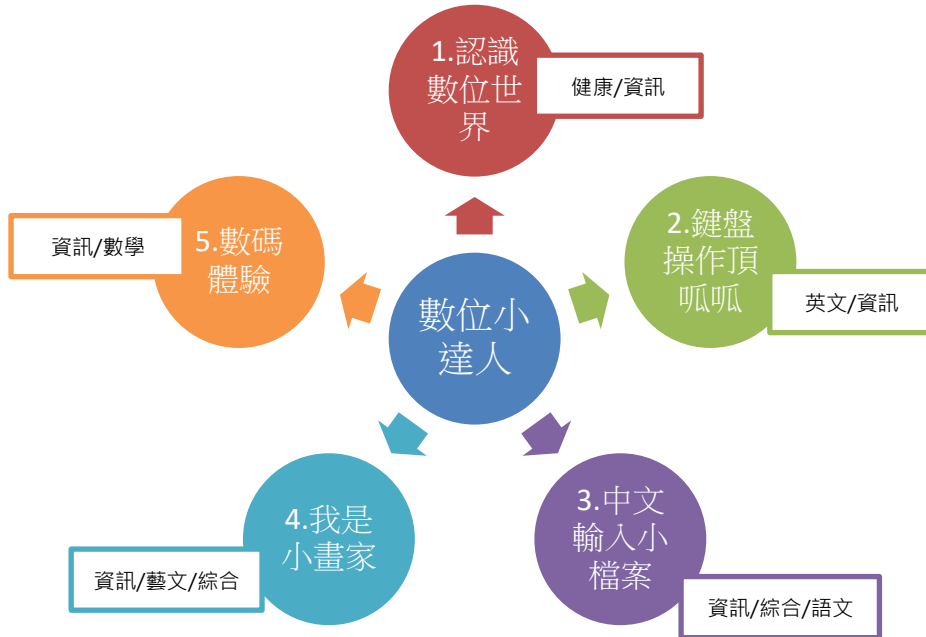 1.認識
數位世
界
健康/資訊
2.鍵盤
操作頂
呱呱
英文/資訊
3.中文
輸入小
檔案
資訊/綜合/語文
4.我是
小畫家
資訊/藝文/綜合
5.數碼
體驗
資訊/數學
數位小
達人